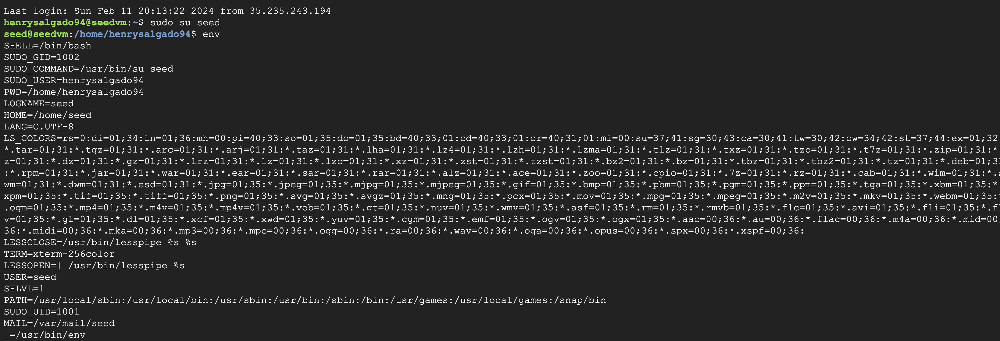 Last login: Sun Feb 11 20:13:22 2024 from 35.235.243.194
henrysalgado94@seedvm:~$ sudo su seed
seed@seedvm:/home/henrysalgado94$ env
SHELL=/bin/bash
SUDO_GID=1002
SUDO_COMMAND=/usr/bin/su seed
SUDO_USER=henrysalgado94
PWD=/home/henrysalgado94
LOGNAME=seed
HOME=/home/seed
LANG=C.UTF-8
LS_COLORS=rs=0:di=01;34:ln=01;36:mh=00:pi=40;33:so=01;35:do=01;35:bd=40;33;01:cd=40;33;01:or=40;31;01:mi=00:su=37;41:sg=30;43:ca=30;41:tw=30;42:ow=34;42:st=37;44:ex=01;32
*.tar=01;31:*.tgz=01;31:*.arc=01;31:*.arj=01;31:*.taz=01;31:*.lha=01;31:*.lz4=01;31:*.lzh=01;31:*.lzma=01;31:*.tlz=01;31:*.txz=01;31:*.tzo=01;31:*.t7z=01;31:*.zip=01;31:*
z=01;31:*.dz=01;31:*.gz=01;31:*.lrz=01;31:*.lz=01;31:*.lzo=01;31:*.xz=01;31:*.zst=01;31:*.tzst=01;31:*.bz2=01;31:*.bz=01;31:*.tbz=01;31:*.tbz2=01;31:*.tz=01;31:*.deb=01;31
:*.rpm=01;31:*.jar=01;31:*.war=01;31:*.ear=01;31:*.sar=01;31:*.rar=01;31:*.alz=01;31:*.ace=01;31:*.zoo=01;31:*.cpio=01;31:*.7z=01;31:*.rz=01;31:*.cab=01;31:*.wim=01;31:*.s
wm=01;31:*.dwm=01;31:*.esd=01;31:*.jpg=01;35:*.jpeg=01;35:*.mjpg=01;35:*.mjpeg=01;35:*.gif=01;35:*.bmp=01;35:*.pbm=01;35:*.pgm=01;35:*.ppm=01;35:*.tga=01;35:*.xbm=01;35:*
xpm=01;35:*.tif=01;35:*.tiff=01;35:*.png=01;35:*.svg=01;35:*.svgz=01;35:*.mng=01;35:*.pcx=01;35:*.mov=01;35:*.mpg=01;35:*.mpeg=01;35:*.m2v=01;35:*.mkv=01;35:*.webm=01;35:
.ogm=01;35:*.mp4=01;35:*.m4v=01;35:*.mp4v=01;35:*.vob=01;35:*.qt=01;35:*.nuv=01;35:*.wmv=01;35:*.asf=01;35:*.rm=01;35:*.rmvb=01;35:*.flc=01;35:*.avi=01;35:*.fli=01;35:*.fl
v=01;35:*.gl=01;35:*.dl=01;35:*.xcf=01;35:*.xwd=01;35:*.yuv=01;35:*.cgm=01;35:*.emf=01;35:*.ogv=01;35:*.ogx=01;35:*.aac=00;36:*.au=00;36:*.flac=00;36:*.m4a=00;36:*.mid=00;
36:*.midi=00;36:*.mka=00;36:*.mp3=00;36:*.mpc=00;36:*.ogg=00;36:*.ra=00;36:*.wav=00;36:*.oga=00;36:*.opus=00;36:*.spx=00;36:*.xspf=00;36:
LESSCLOSE=/usr/bin/lesspipe %s %s
TERM=xterm-256color
LESSOPEN=| /usr/bin/lesspipe %s
USER=seed
SHLVL=1
PATH=/usr/local/sbin:/usr/local/bin:/usr/sbin:/usr/bin:/sbin:/bin:/usr/games:/usr/local/games:/snap/bin
SUDO_UID=1001
MAIL=/var/mail/seed
_=/usr/bin/env